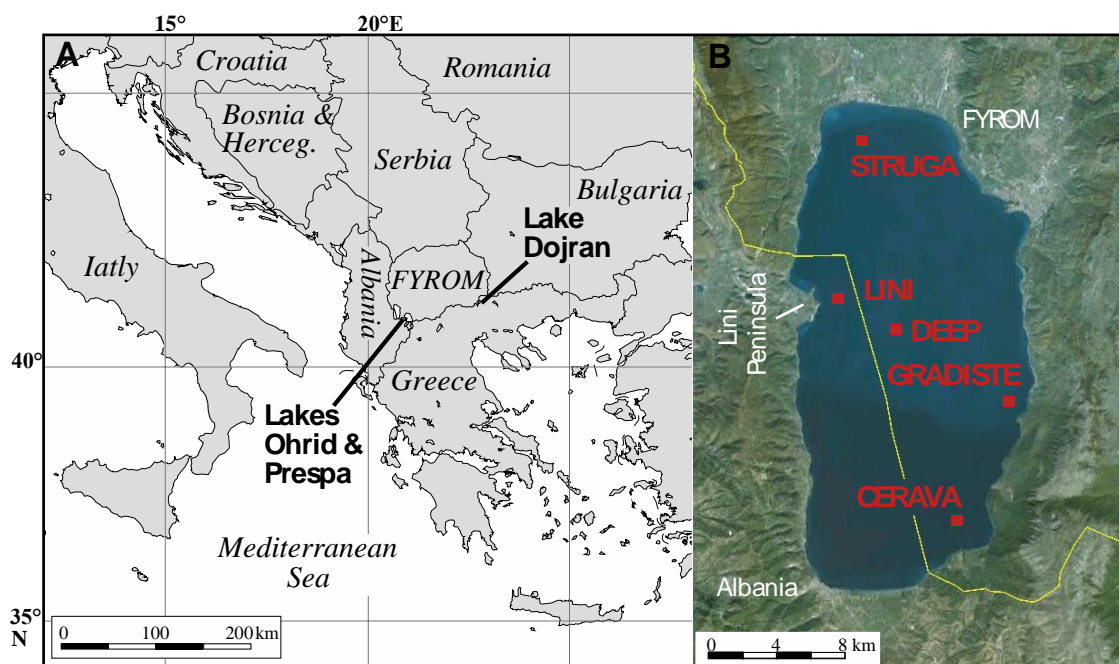 15°
20°E
A
Croatia
Romania
Bosnia &
Herceg.
Serbia
Bulgaria
Lake
Dojran
Iatly
Albania
FYROM
40°
Greece
Lakes
Ohrid &
Prespa
Mediterranean
Sea
35°
N
0 100 200 km
B
FYROM
STRUGA
Lini
Peninsula
LINI
DEEP
GRADISTE
CERAVA
Albania
0 4 8 km